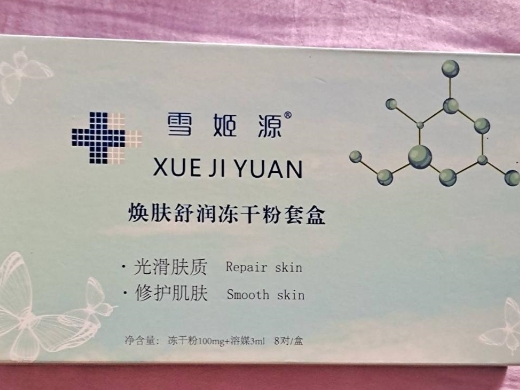 雪姬源®
XUE JI YUAN
焕肤舒润冻干粉套盒
·光滑肤质 Repair skin
·修护肌肤 Smooth skin
净含量: 冻干粉100mg+溶媒3ml 8对/盒